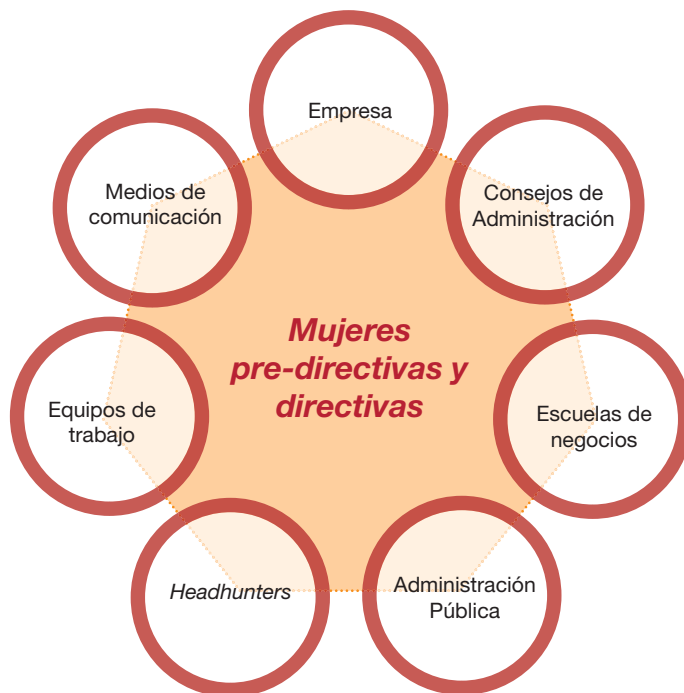 Empresa
Medios de
comunicación
Consejos de
Administración
Mujeres
pre-directivas y
directivas
Equipos de
trabajo
Escuelas de
negocios
Headhunters
Administración
Pública